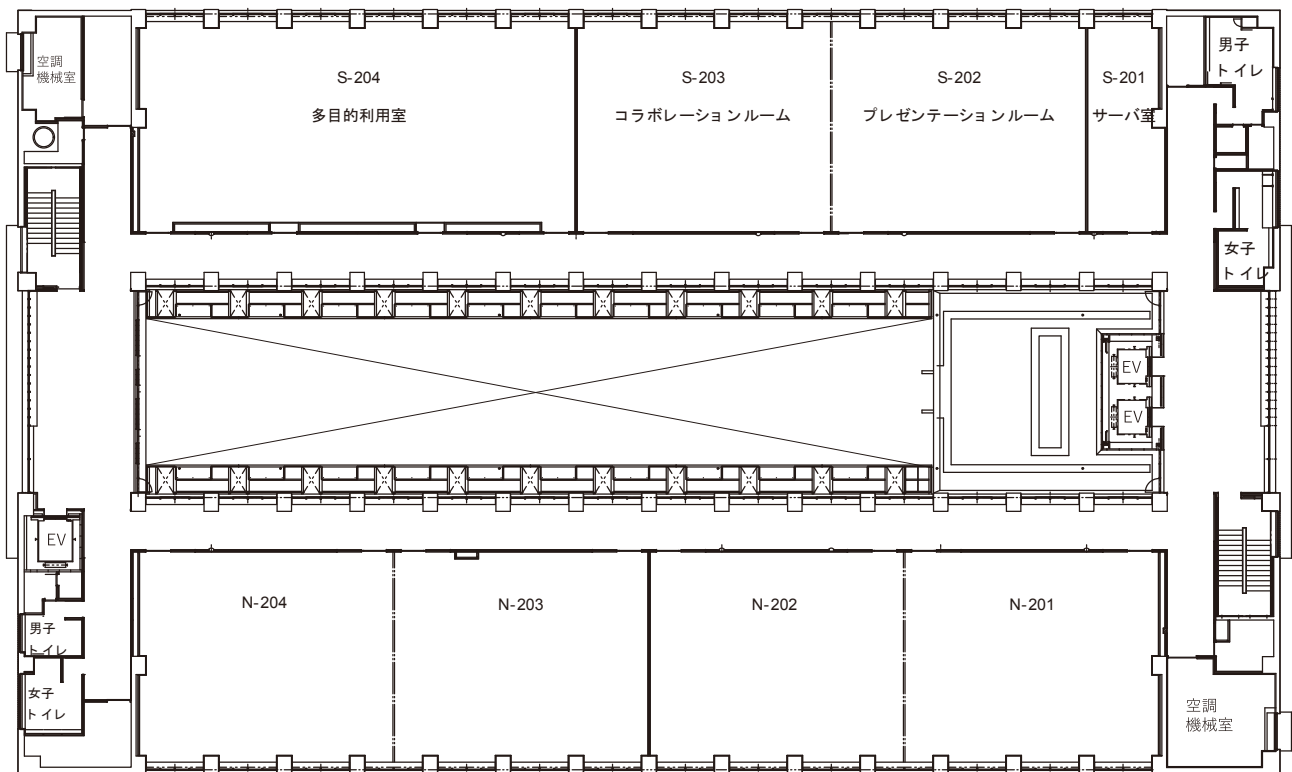 空調
機械室
S-204
多目的利用室
S-203
コラボレーションルーム
S-202
プレゼンテーションルーム
S-201
サーバ室
男子
トイレ
女子
トイレ
EV
EV
EV
男子
トイレ
女子
トイレ
N-204
N-203
N-202
N-201
空調
機械室